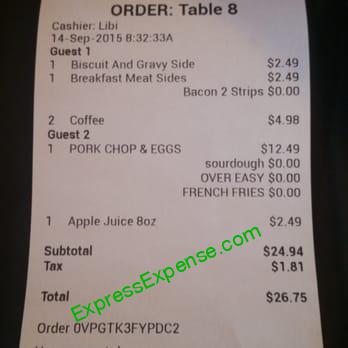 ORDER: Table 8
Cashier: Libi
14-Sep-2015 8:32:33A
Guest 1
1 Biscuit And Gravy Side $2.49
1 Breakfast Meat Sides $2.49
Bacon 2 Strips $0.00
2 Coffee $4.98
Guest 2
1 PORK CHOP & EGGS $12.49
sourdough $0.00
OVER EASY $0.00
FRENCH FRIES $0.00
1 Apple Juice 8oz $2.49
Subtotal $24.94
Tax $1.81
Total $26.75
ExpressExpense.com
Order 0VPGTK3FYPDC2